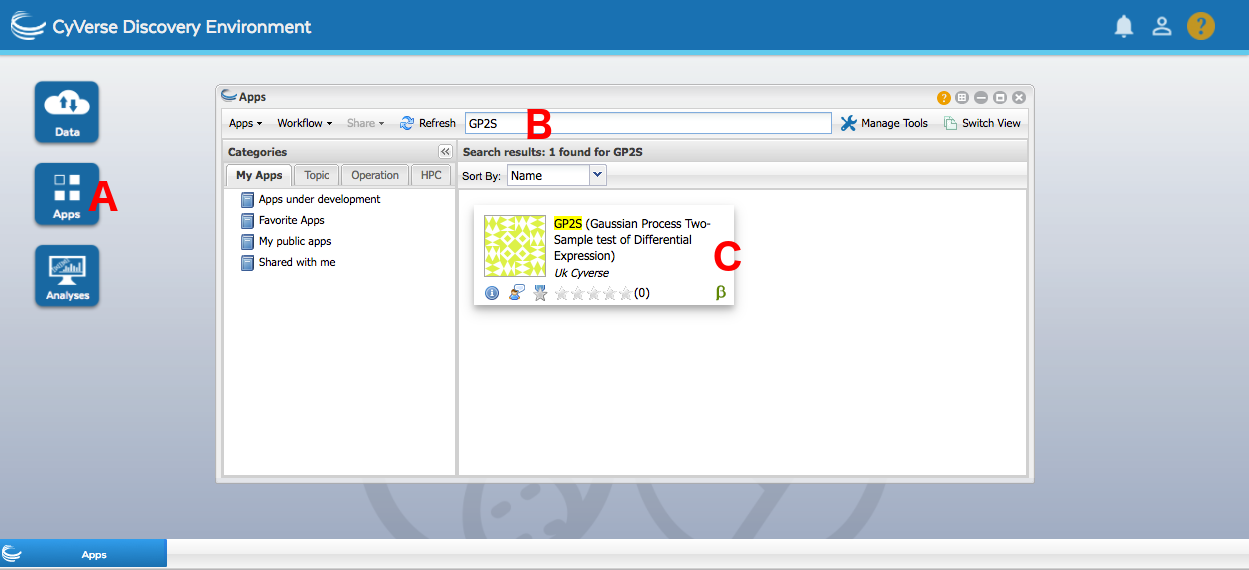 CyVerse Discovery Environment
?
Data
A
Apps
Analyses
Apps
?
Apps Workflow Share Refresh GP2S B Manage Tools Switch View
Categories
My Apps Topic Operation HPC
Apps under development
Favorite Apps
My public apps
Shared with me
Search results: 1 found for GP2S
Sort By: Name
GP2S (Gaussian Process Two-
Sample test of Differential
Expression)
Uk Cyverse
C
(0) β
Apps